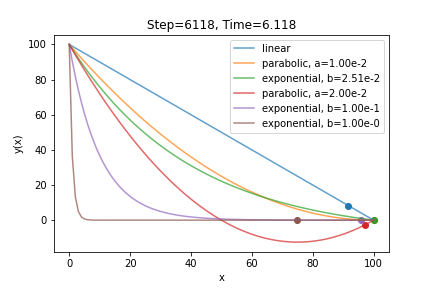 Step=6118, Time=6.118
100
80
60
40
20
0
y(x)
linear
parabolic, a=1.00e-2
exponential, b=2.51e-2
parabolic, a=2.00e-2
exponential, b=1.00e-1
exponential, b=1.00e-0
0 20 40 60 80 100
x